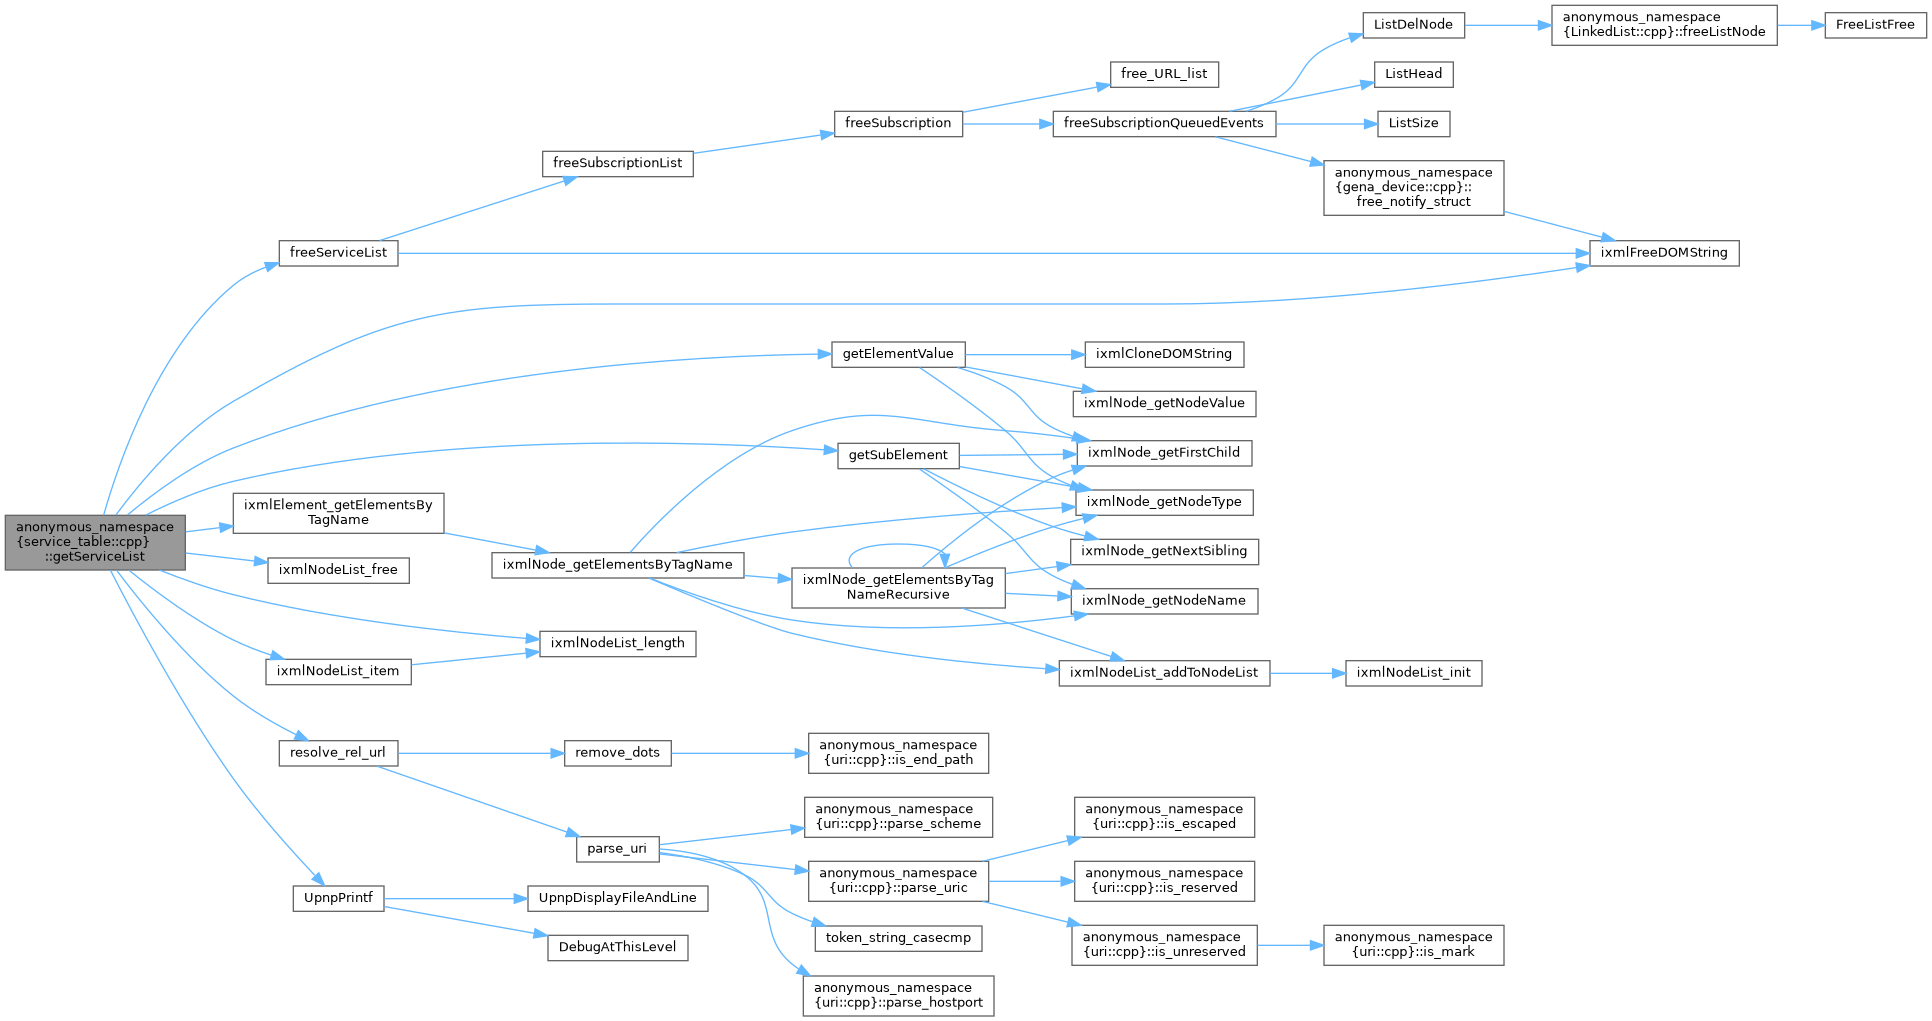 anonymous_namespace
{service_table::cpp}
::getServiceList
freeServiceList
freeSubscriptionList
freeSubscription
free_URL_list
freeSubscriptionQueuedEvents
ListDelNode
anonymous_namespace
{LinkedList::cpp}::freeListNode
FreeListFree
ListHead
ListSize
anonymous_namespace
{gena_device::cpp}::
free_notify_struct
ixmlFreeDOMString
getElementValue
ixmlCloneDOMString
ixmlNode_getNodeValue
ixmlNode_getFirstChild
getSubElement
ixmlNode_getNodeType
ixmlElement_getElementsBy
TagName
ixmlNode_getElementsByTagName
ixmlNode_getNextSibling
ixmlNodeList_free
ixmlNode_getElementsByTag
NameRecursive
ixmlNode_getNodeName
ixmlNodeList_length
ixmlNodeList_item
ixmlNodeList_addToNodeList
ixmlNodeList_init
resolve_rel_url
remove_dots
anonymous_namespace
{uri::cpp}::is_end_path
parse_uri
anonymous_namespace
{uri::cpp}::parse_scheme
anonymous_namespace
{uri::cpp}::is_escaped
anonymous_namespace
{uri::cpp}::parse_uric
anonymous_namespace
{uri::cpp}::is_reserved
UpnpPrintf
UpnpDisplayFileAndLine
token_string_casecmp
anonymous_namespace
{uri::cpp}::is_unreserved
anonymous_namespace
{uri::cpp}::is_mark
DebugAtThisLevel
anonymous_namespace
{uri::cpp}::parse_hostport